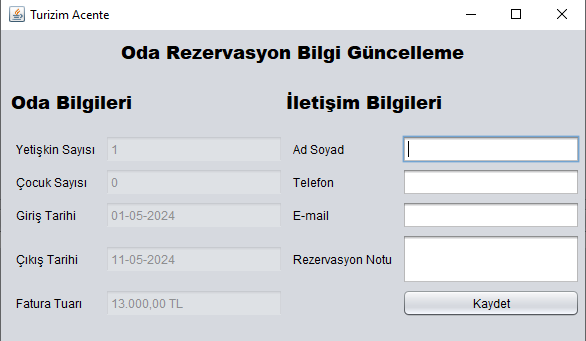 Turizim Acente
Oda Rezervasyon Bilgi Güncelleme
Oda Bilgileri
Yetişkin Sayısı 1
Çocuk Sayısı 0
Giriş Tarihi 01-05-2024
Çıkış Tarihi 11-05-2024
Fatura Tuarı 13.000,00 TL
İletişim Bilgileri
Ad Soyad
Telefon
E-mail
Rezervasyon Notu
Kaydet